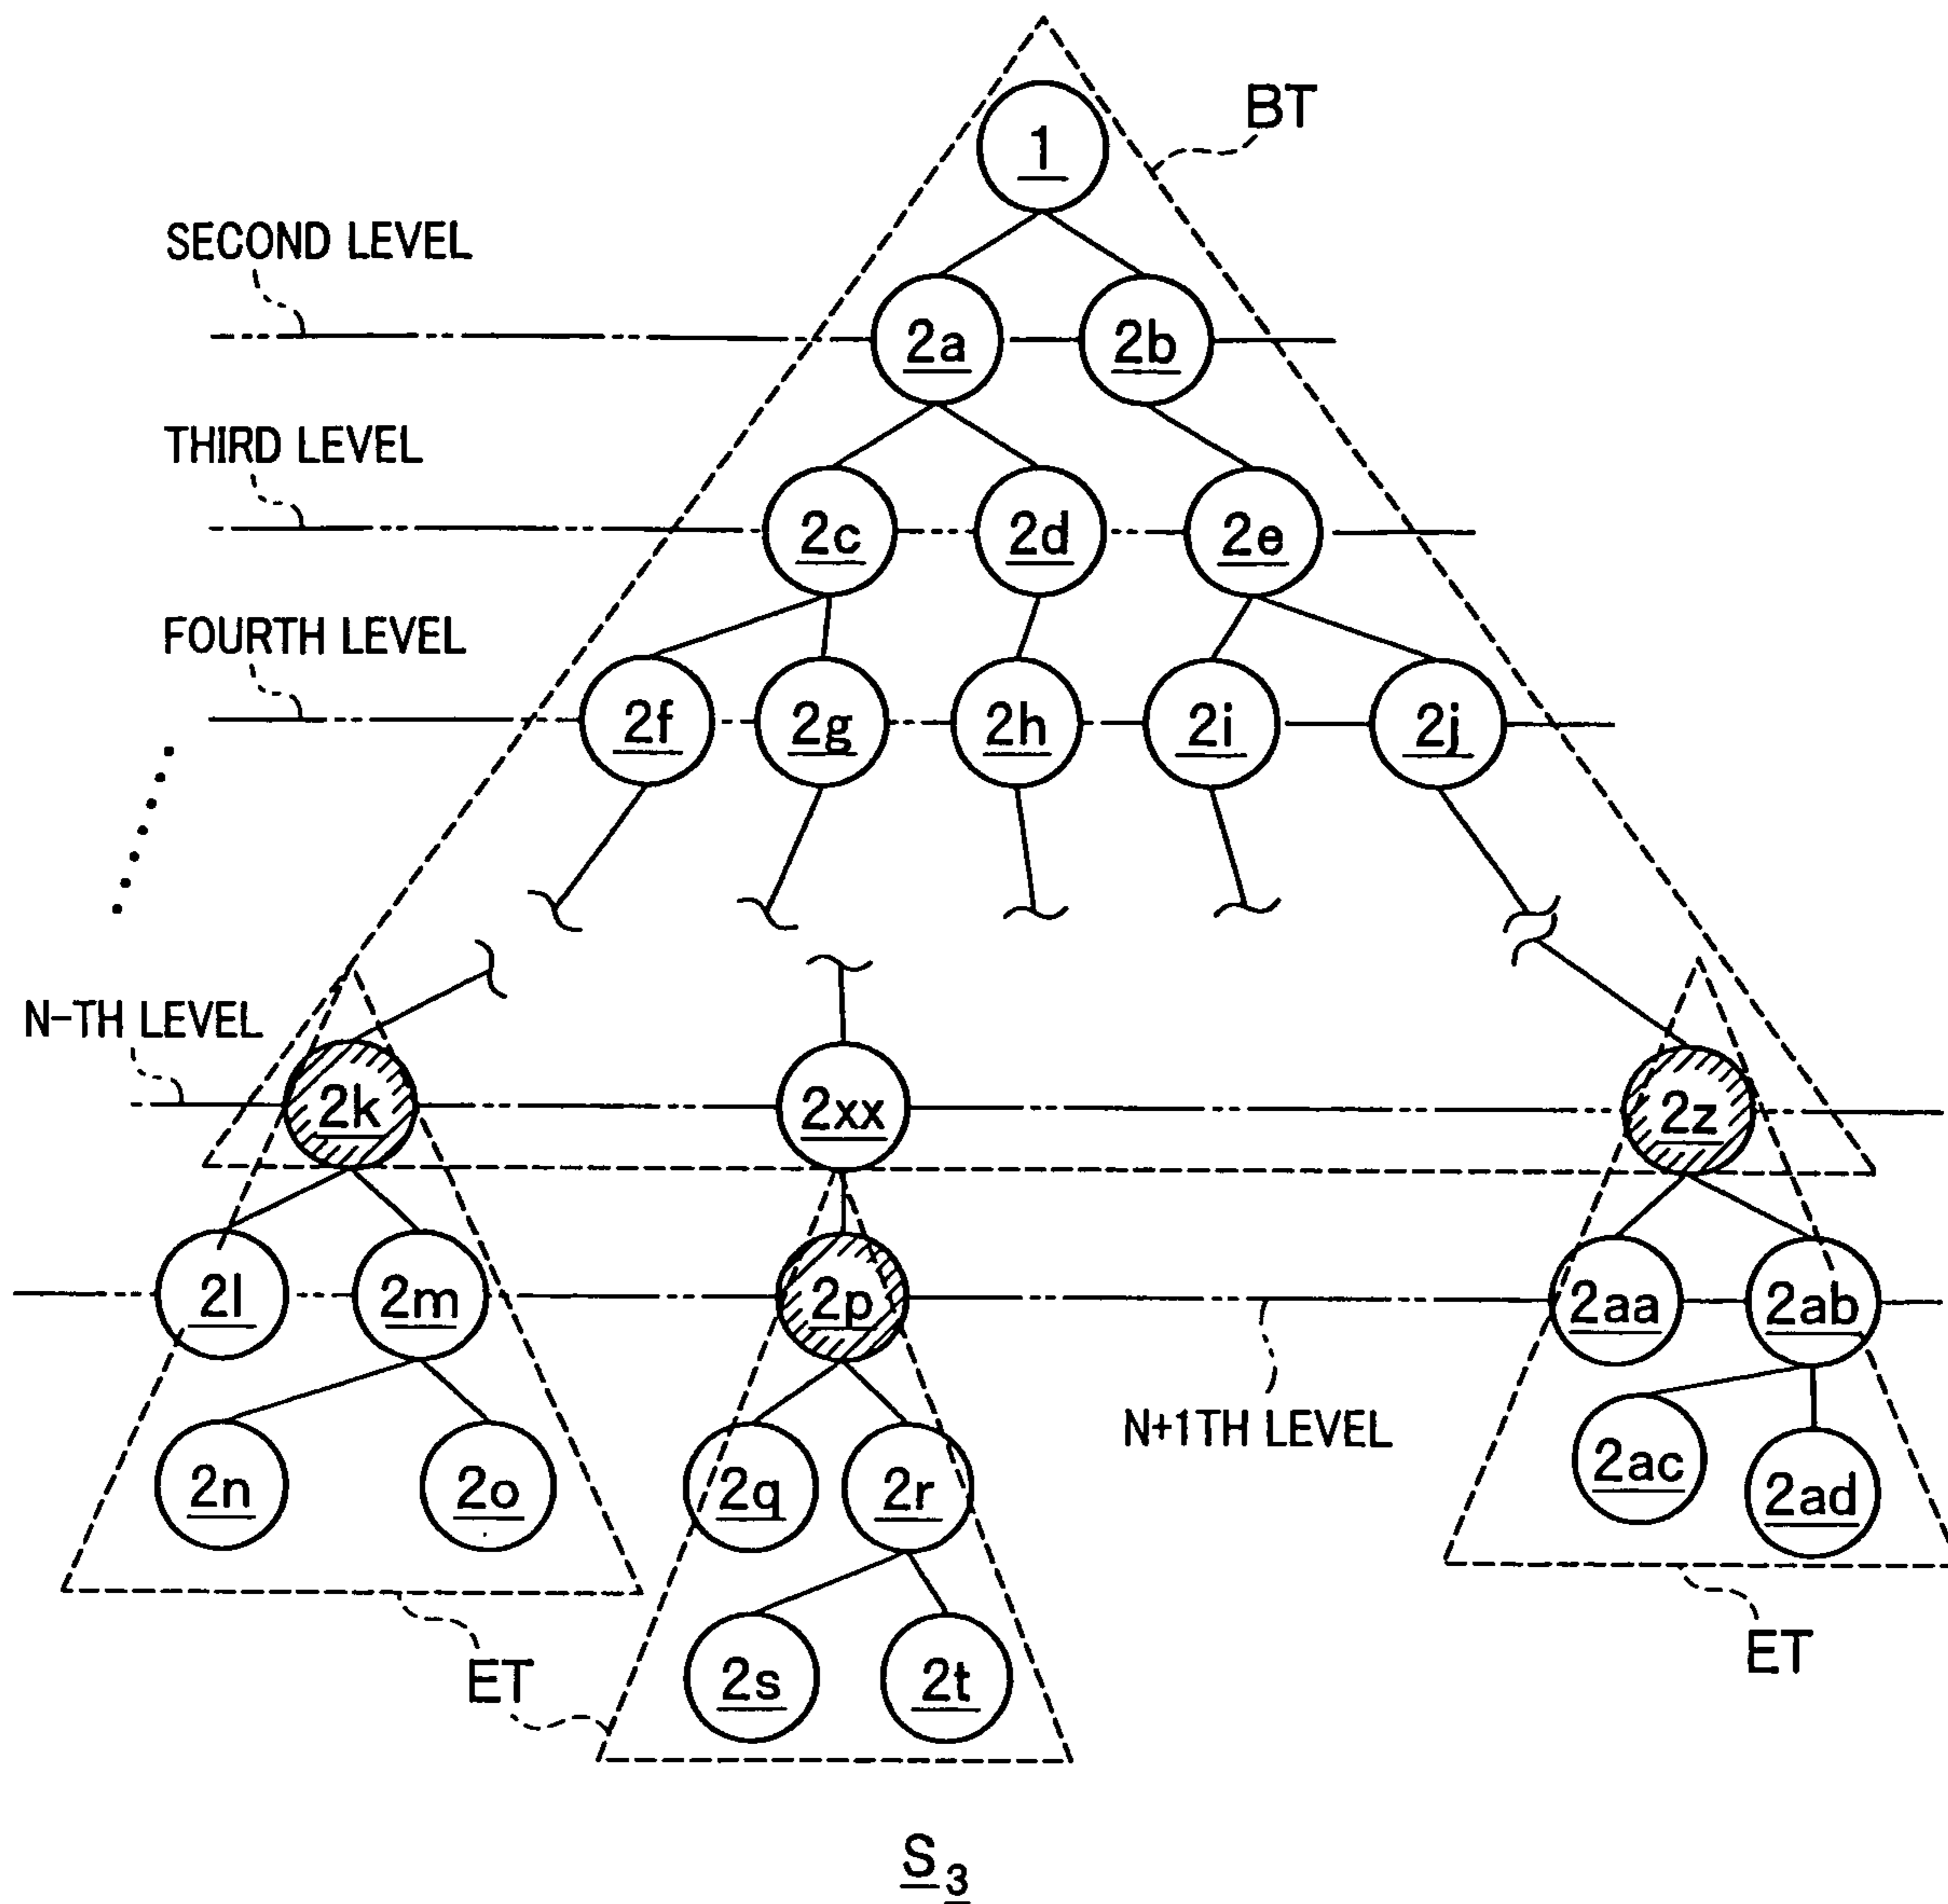 1
BT
SECOND LEVEL
2a
2b
THIRD LEVEL
2c
2d
2e
FOURTH LEVEL
2f
2g
2h
2i
2j
N-TH LEVEL
2k
2xx
2z
2l
2m
2p
2aa
2ab
N+1TH LEVEL
2n
2o
2q
2r
2ac
2ad
ET
2s
2t
ET
S3